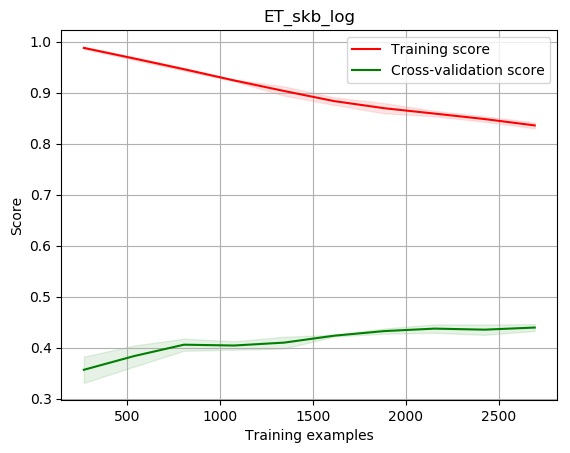 ET_skb_log
Training score
Cross-validation score
1.0
0.9
0.8
0.7
0.6
0.5
0.4
0.3
Score
500
1000
1500
2000
2500
Training examples